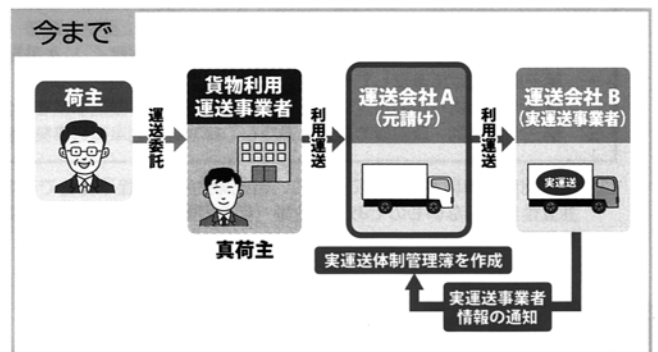 今まで
荷主
運送委託
貨物利用
運送事業者
真荷主
利用運送
運送会社A
(元請け)
利用運送
運送会社B
(実運送事業者)
実運送
実運送体制管理簿を作成
実運送事業者
情報の通知